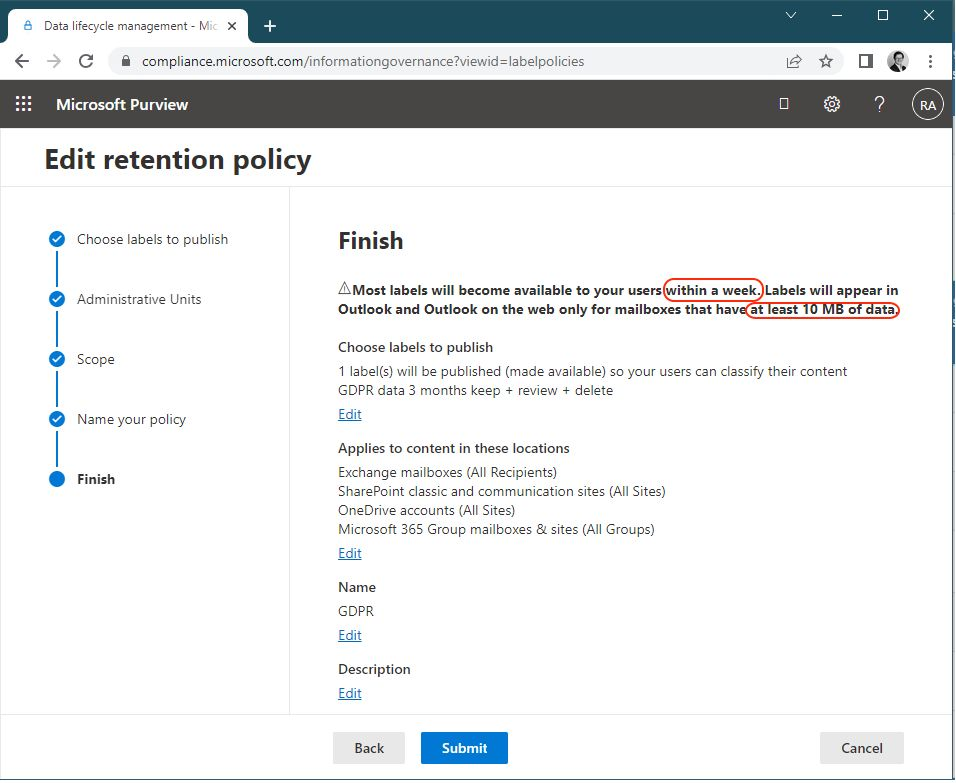 Data lifecycle management - Mic
compliance.microsoft.com/informationgovernance?viewid=labelpolicies
Microsoft Purview
RA
Edit retention policy
Choose labels to publish
Administrative Units
Scope
Name your policy
Finish
Finish
Most labels will become available to your users within a week. Labels will appear in
Outlook and Outlook on the web only for mailboxes that have at least 10 MB of data.
Choose labels to publish
1 label(s) will be published (made available) so your users can classify their content
GDPR data 3 months keep + review + delete
Edit
Applies to content in these locations
Exchange mailboxes (All Recipients)
SharePoint classic and communication sites (All Sites)
OneDrive accounts (All Sites)
Microsoft 365 Group mailboxes & sites (All Groups)
Edit
Name
GDPR
Edit
Description
Edit
Back
Submit
Cancel